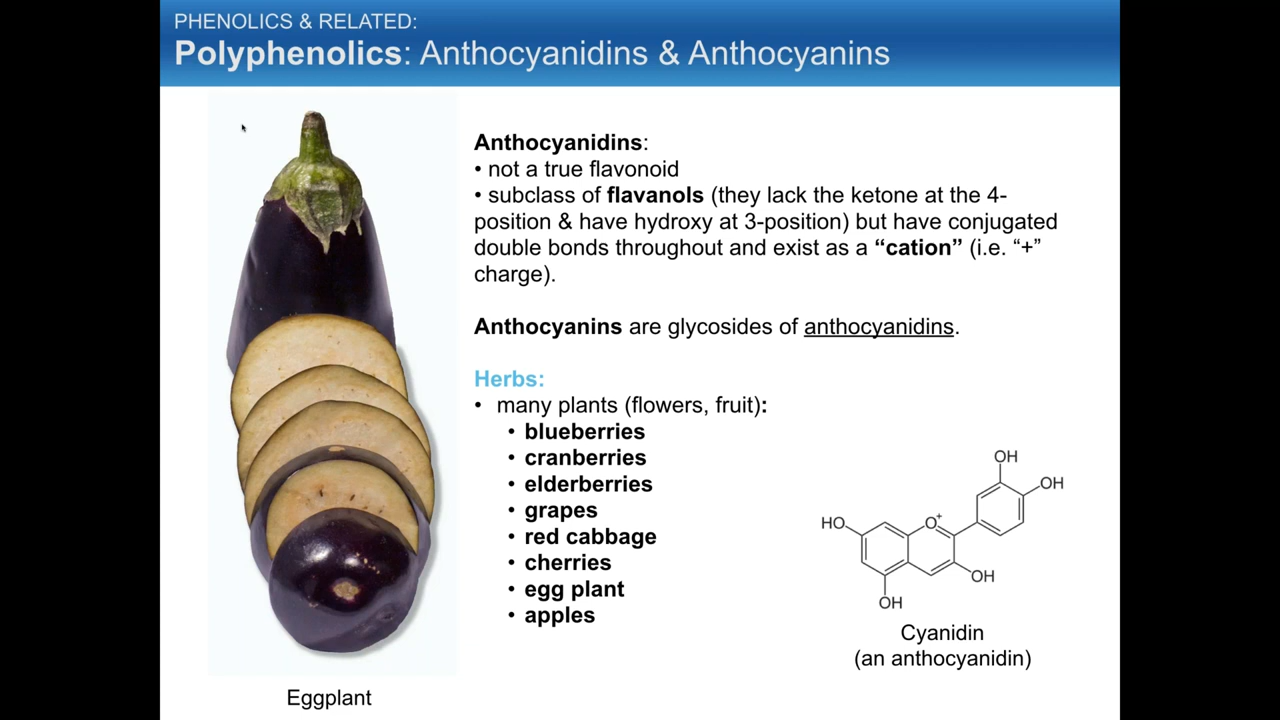 PHENOLICS & RELATED:
Polyphenolics: Anthocyanidins & Anthocyanins
Anthocyanidins:
• not a true flavonoid
• subclass of flavanols (they lack the ketone at the 4-
position & have hydroxy at 3-position) but have conjugated
double bonds throughout and exist as a “cation” (i.e. “+”
charge).
Anthocyanins are glycosides of anthocyanidins.
Herbs:
• many plants (flowers, fruit):
• blueberries
• cranberries
• elderberries
• grapes
• red cabbage
• cherries
• egg plant
• apples
Eggplant
OH
OH
HO
O+
OH
OH
Cyanidin
(an anthocyanidin)